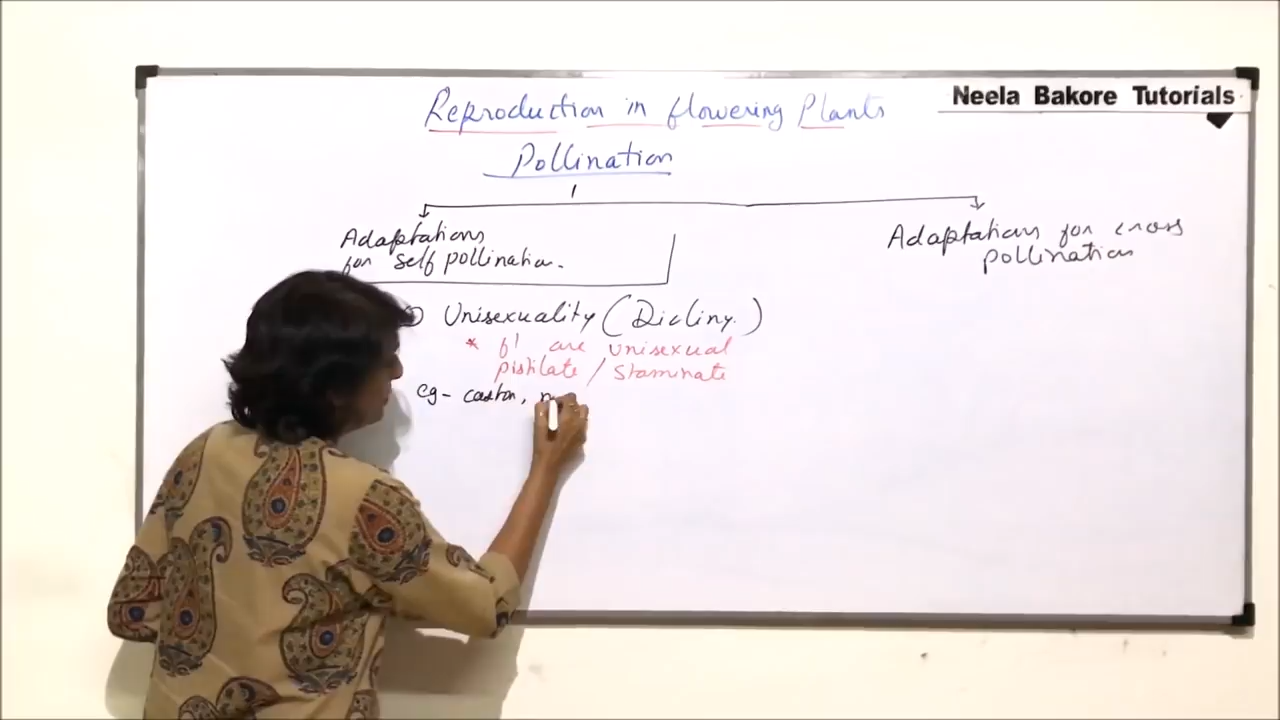 Neela Bakore Tutorials
Reproduction in flowering Plants
Pollination
Adaptations
for self pollination.
Adaptations for cross
pollination
Unisexuality (Dicliny.)
* fl are unisexual
pistilate / staminate
eg - castor,